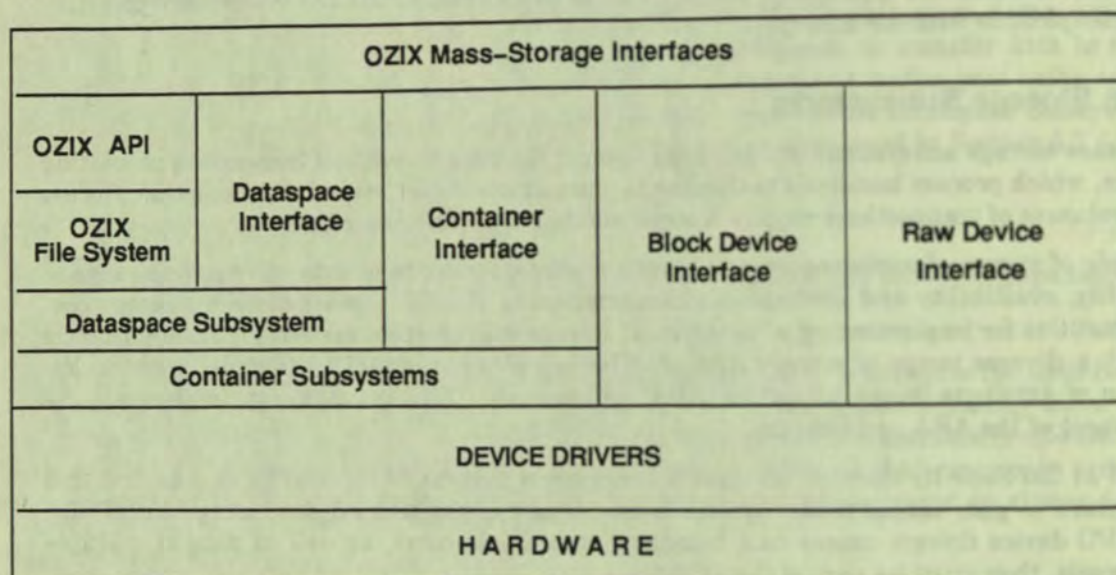 OZIX Mass-Storage Interfaces
OZIX API
OZIX
File System
Dataspace
Interface
Container
Interface
Block Device
Interface
Raw Device
Interface
Dataspace Subsystem
Container Subsystems
DEVICE DRIVERS
HARDWARE